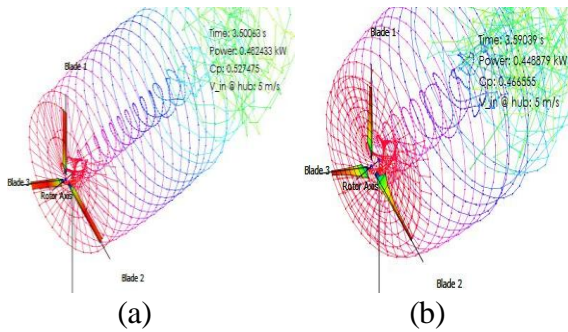 Time: 3.50063 s
Power: 0.482433 kW
Cp: 0.527475
V_in @ hub: 5 m/s
Blade 1
Blade 3
Rotor Axis
Blade 2
(a)
Time: 3.59039 s
Power: 0.448879 kW
Cp: 0.466555
V_in @ hub: 5 m/s
Blade 1
Blade 3
Rotor Axis
Blade 2
(b)